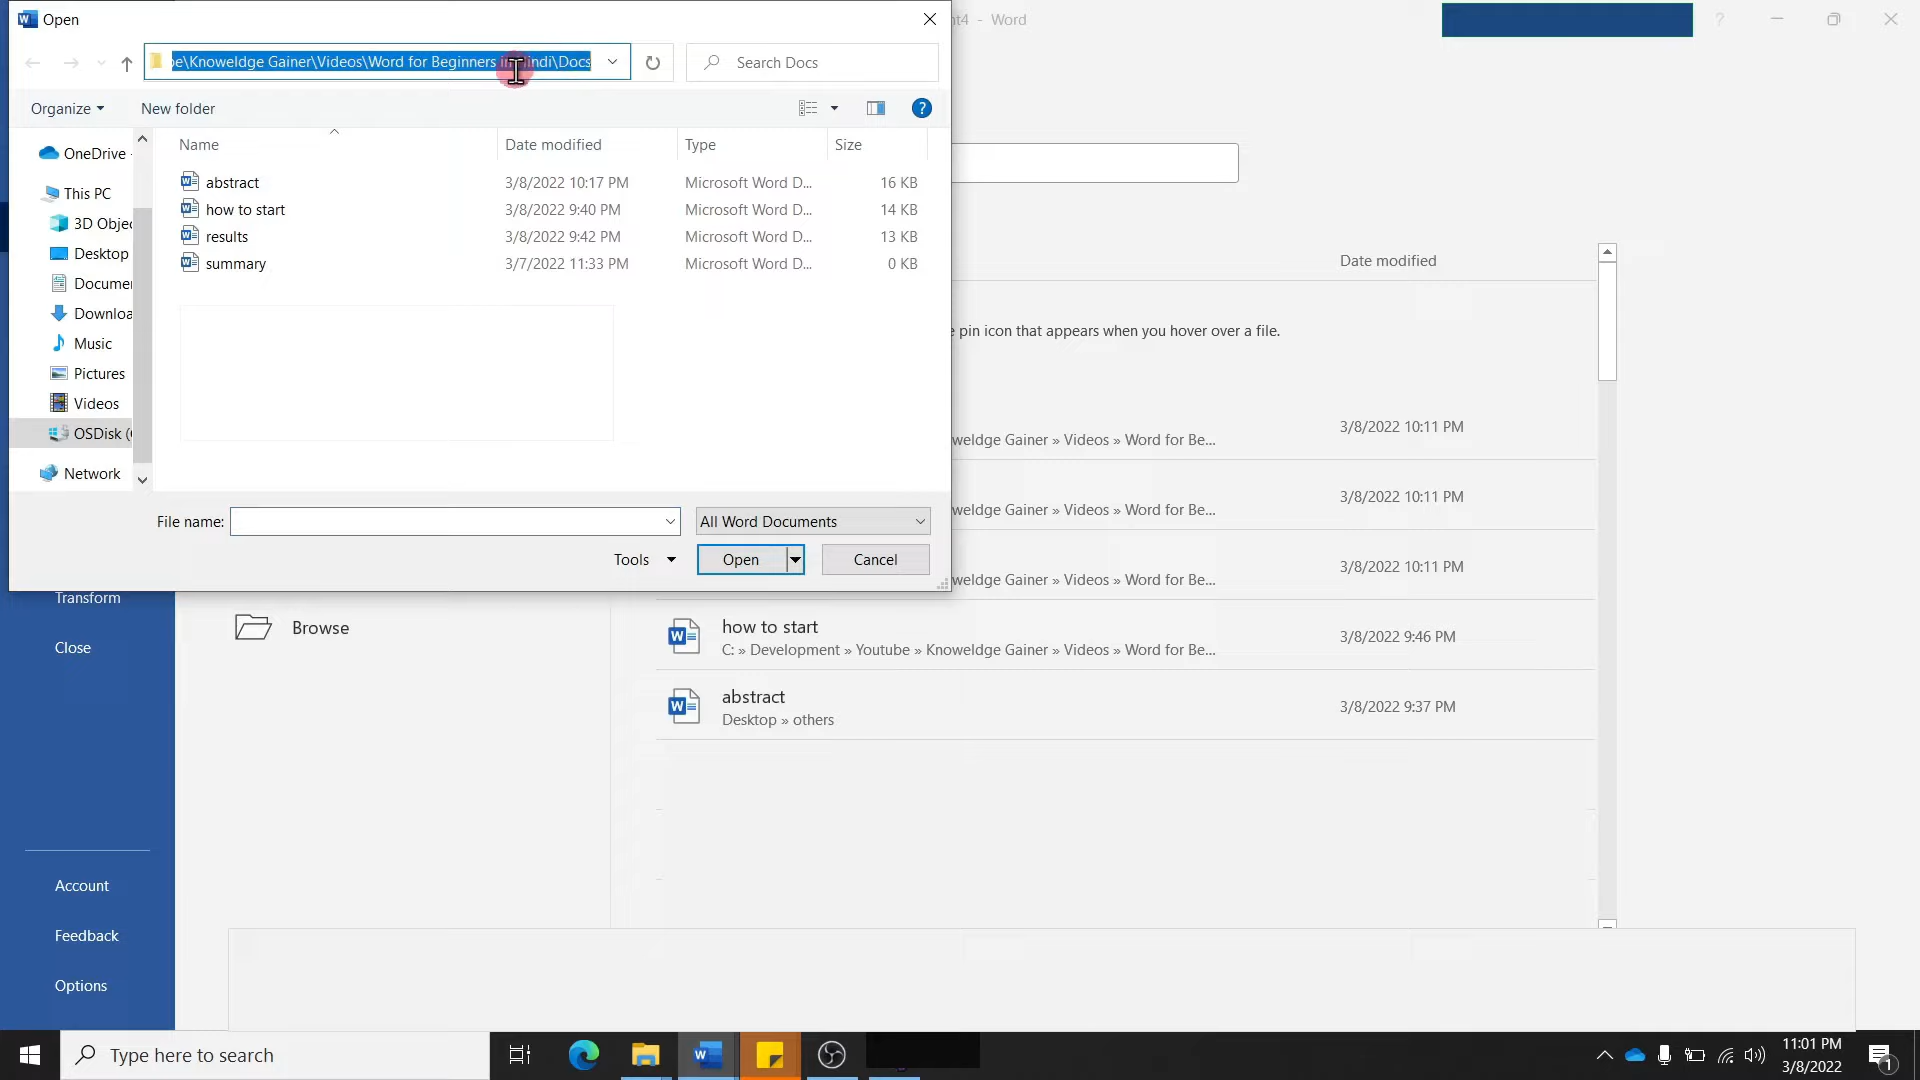 Open
nt4 - Word
\Knoweldge Gainer\Videos\Word for Beginners in Hindi\Docs
Search Docs
Organize
New folder
Name
Date modified
Type
Size
OneDrive -
This PC
3D Objec
Desktop
Documen
Downloa
Music
Pictures
Videos
OSDisk (
Network
abstract 3/8/2022 10:17 PM Microsoft Word D... 16 KB
how to start 3/8/2022 9:40 PM Microsoft Word D... 14 KB
results 3/8/2022 9:42 PM Microsoft Word D... 13 KB
summary 3/7/2022 11:33 PM Microsoft Word D... 0 KB
File name:
All Word Documents
Tools
Open
Cancel
Date modified
pin icon that appears when you hover over a file.
3/8/2022 10:11 PM
weldge Gainer » Videos » Word for Be...
3/8/2022 10:11 PM
weldge Gainer » Videos » Word for Be...
3/8/2022 10:11 PM
weldge Gainer » Videos » Word for Be...
how to start
C: » Development » Youtube » Knoweldge Gainer » Videos » Word for Be...
3/8/2022 9:46 PM
abstract
Desktop » others
3/8/2022 9:37 PM
Browse
Transform
Close
Account
Feedback
Options
Type here to search
11:01 PM
3/8/2022
1